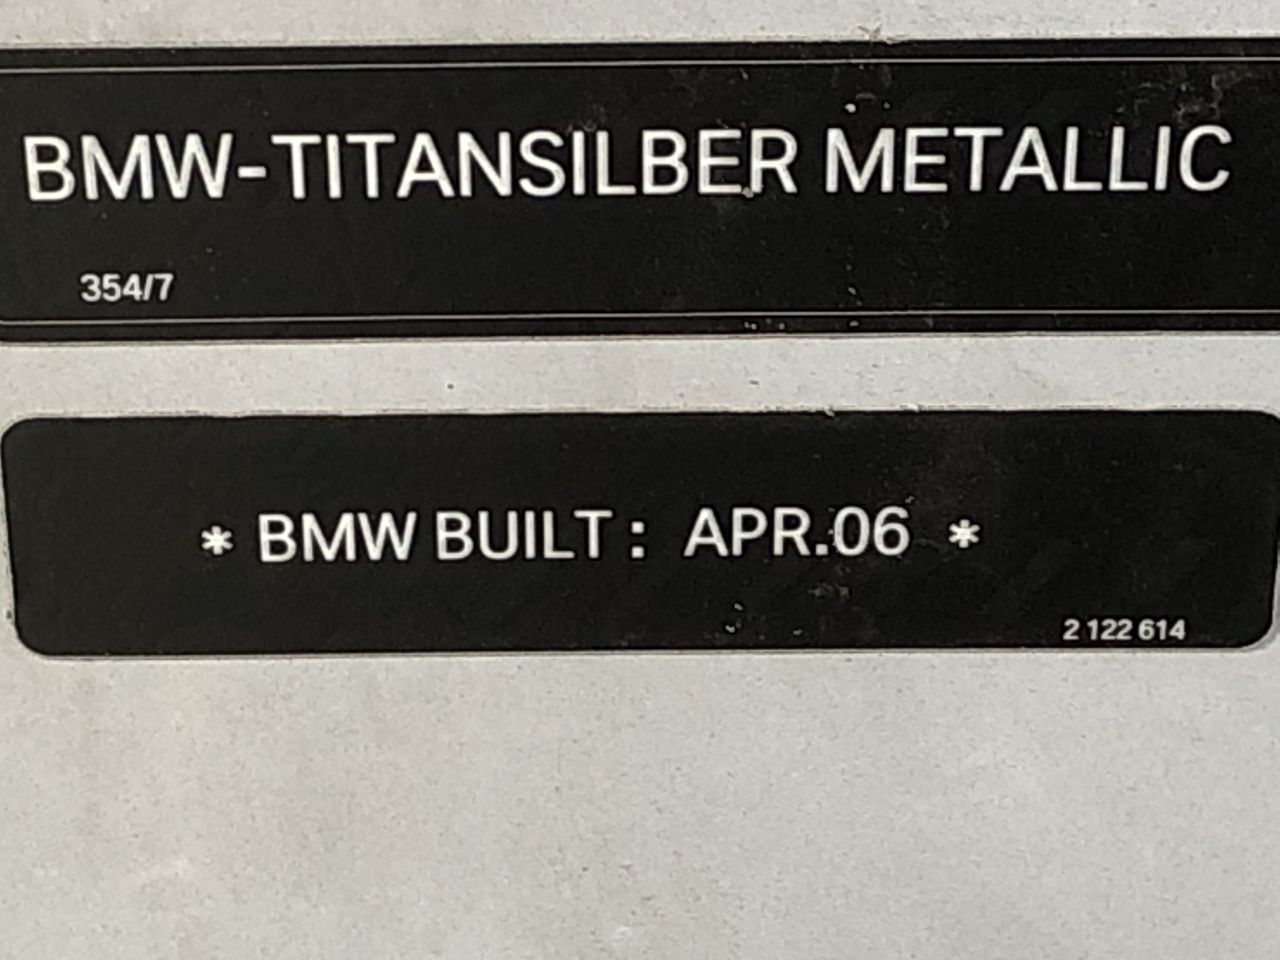 BMW-TITANSILBER METALLIC
354/7
* BMW BUILT : APR.06 *
2 122 614